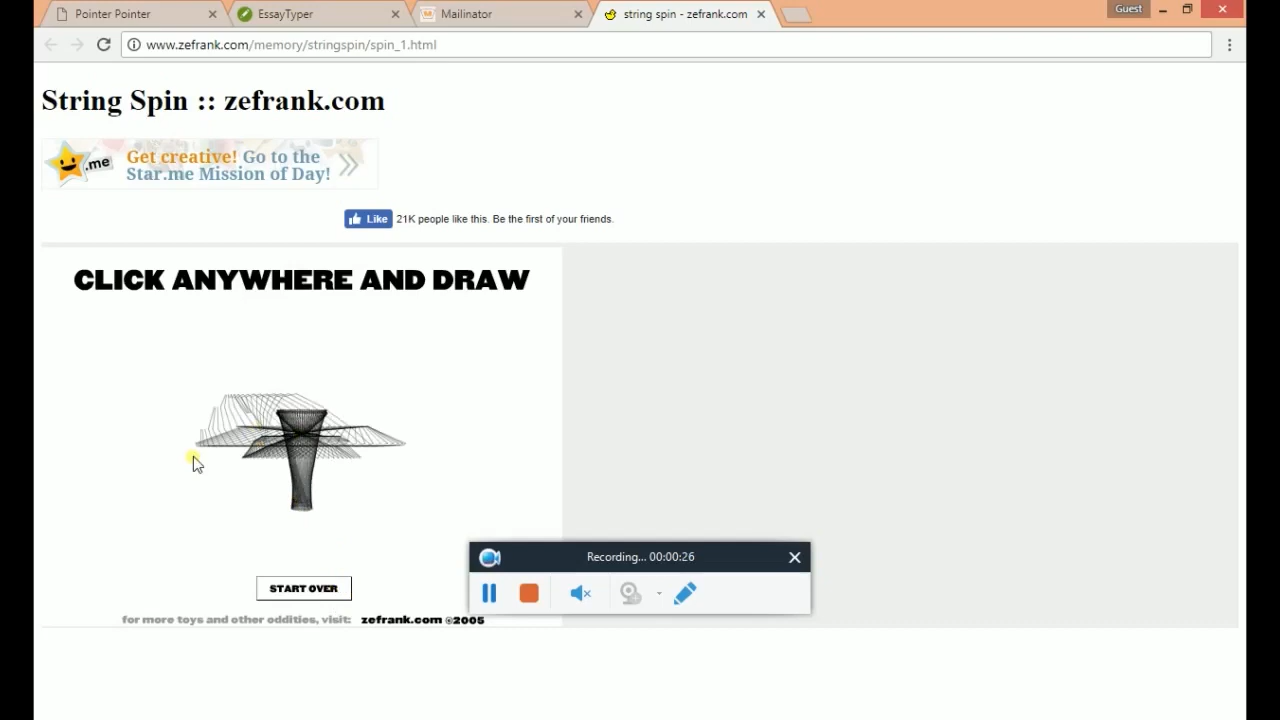 Pointer Pointer
EssayTyper
Mailinator
string spin - zefrank.com
Guest
www.zefrank.com/memory/stringspin/spin_1.html
String Spin :: zefrank.com
.me
Get creative! Go to the
Star.me Mission of Day!
Like
21K people like this. Be the first of your friends.
CLICK ANYWHERE AND DRAW
Recording... 00:00:26
START OVER
for more toys and other oddities, visit: zefrank.com ©2005